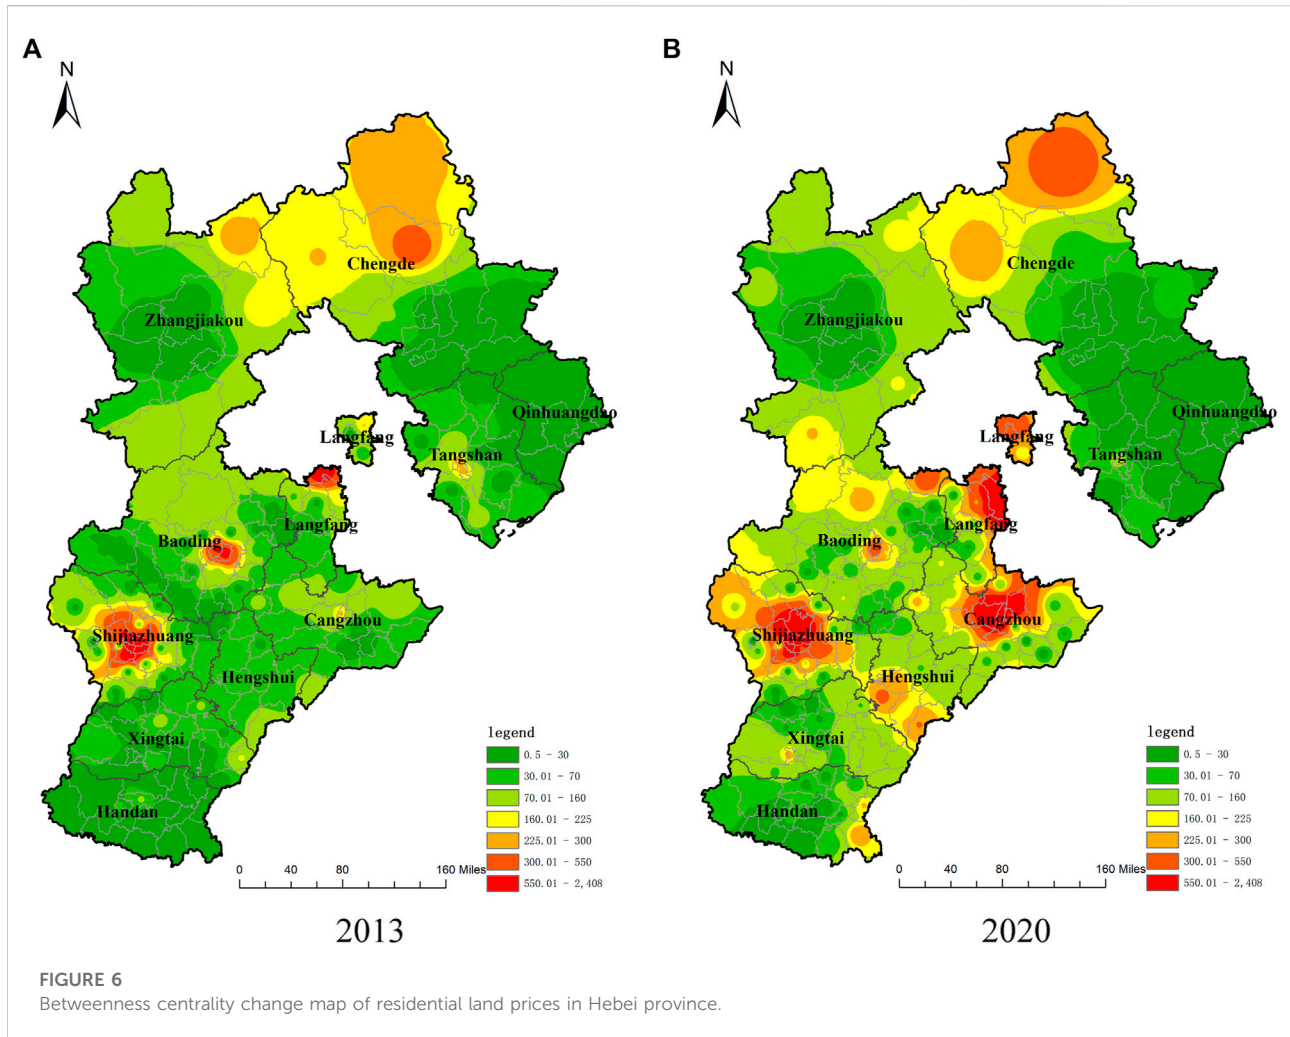 A
N
Chengde
Zhangjiakou
Qinhuangdao
Langfang
Tangshan
Langfang
Baoding
Cangzhou
Shijiazhuang
Hengshui
Xingtai
Handan
legend
0.5 - 30
30.01 - 70
70.01 - 160
160.01 - 225
225.01 - 300
300.01 - 550
550.01 - 2,408
0 40 80 160 Miles
2013
B
N
Chengde
Zhangjiakou
Qinhuangdao
Langfang
Tangshan
Langfang
Baoding
Cangzhou
Shijiazhuang
Hengshui
Xingtai
Handan
legend
0.5 - 30
30.01 - 70
70.01 - 160
160.01 - 225
225.01 - 300
300.01 - 550
550.01 - 2,408
0 40 80 160 Miles
2020
FIGURE 6
Betweenness centrality change map of residential land prices in Hebei province.